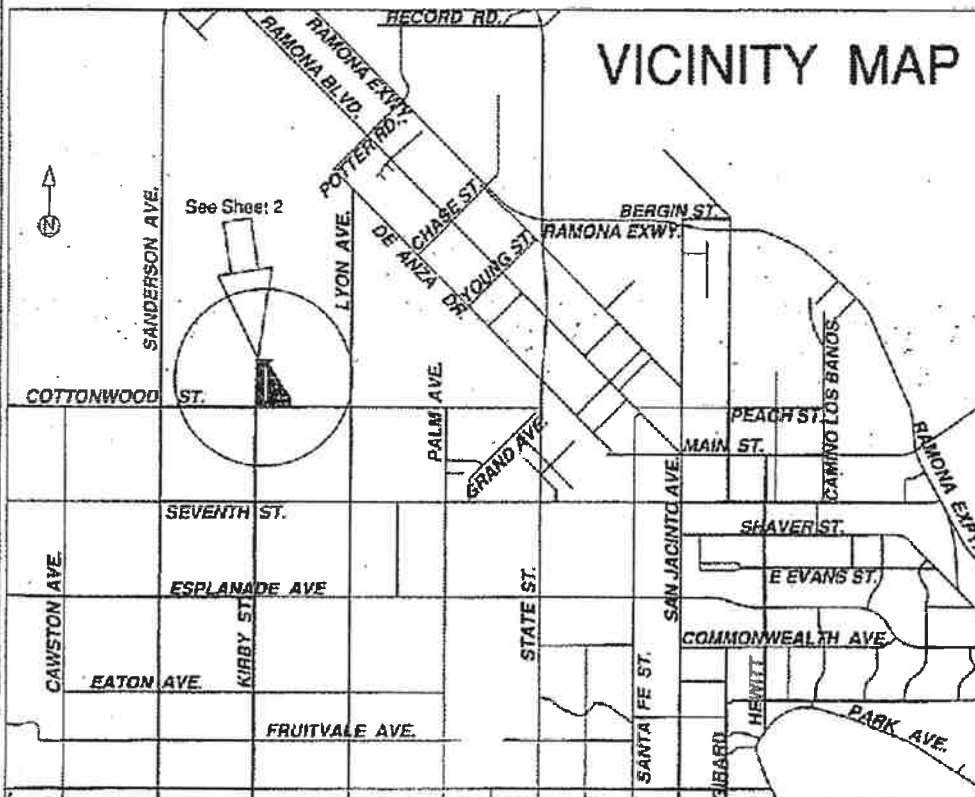 RECORD RD.
VICINITY MAP
RAMONA EXWY.
RAMONA BLVD.
POTTER RD.
N
See Sheet 2
SANDERSON AVE.
LYON AVE.
CHASE ST.
DE ANZA DR.
YOUNG ST.
BERGIN ST.
RAMONA EXWY.
COTTONWOOD ST.
PALM AVE.
GRAND AVE.
PEACH ST.
CAMINO LOS BANOS
MAIN ST.
RAMONA EXPY.
SEVENTH ST.
SAN JACINTO AVE.
SHAVER ST.
E EVANS ST.
CAWSTON AVE.
ESPLANADE AVE
KIRBY ST.
STATE ST.
COMMONWEALTH AVE
EATON AVE.
SANTA FE ST.
HEWITT
FRUITVALE AVE.
PARK AVE.